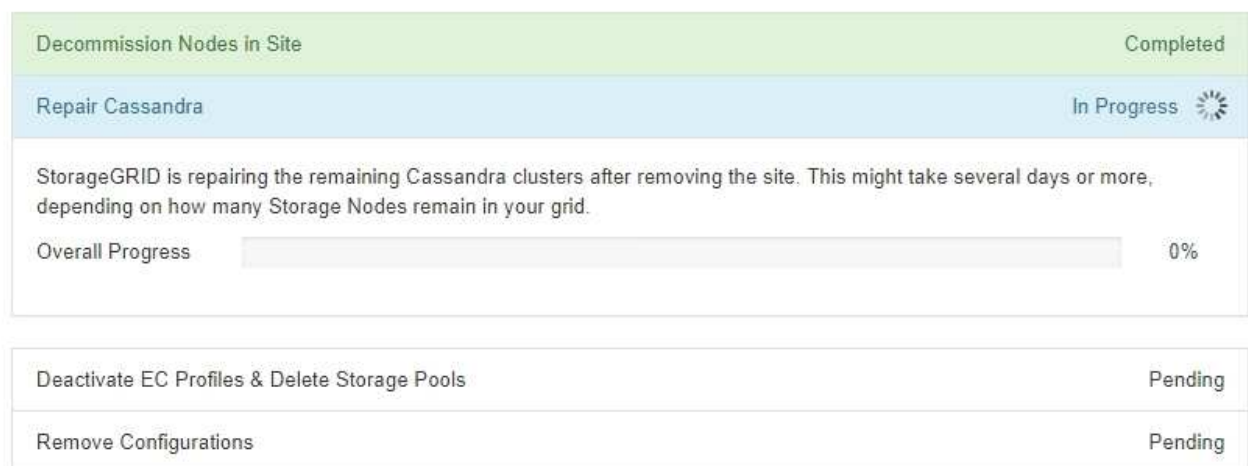 Decommission Nodes in Site Completed
Repair Cassandra In Progress
StorageGRID is repairing the remaining Cassandra clusters after removing the site. This might take several days or more,
depending on how many Storage Nodes remain in your grid.
Overall Progress 0%
Deactivate EC Profiles & Delete Storage Pools Pending
Remove Configurations Pending